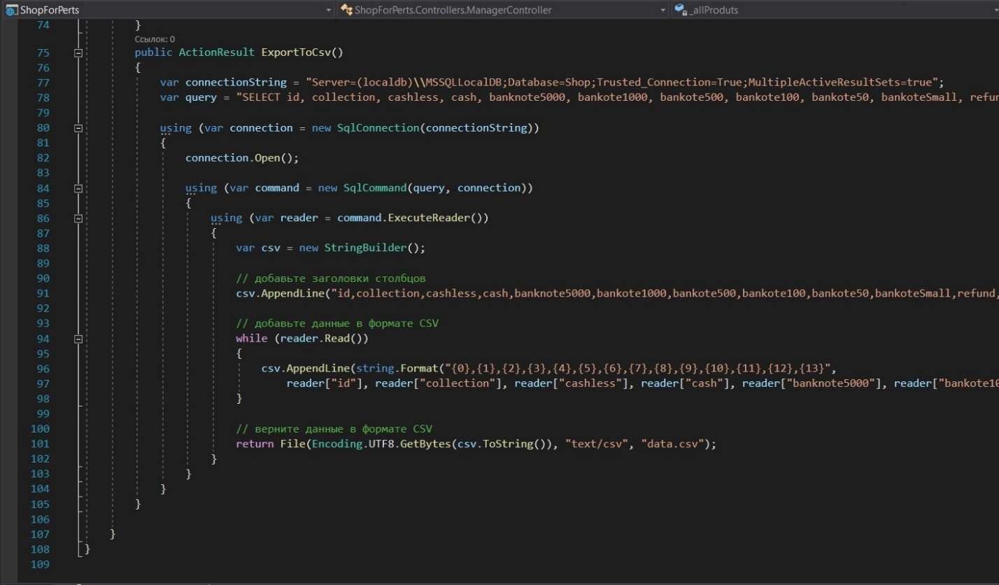 ShopForPerts ShopForPerts.Controllers.ManagerController _allProduts
74 }
Ссылок: 0
75 public ActionResult ExportToCsv()
76 {
77 var connectionString = "Server=(localdb)\\MSSQLLocalDB;Database=Shop;Trusted_Connection=True;MultipleActiveResultSets=true";
78 var query = "SELECT id, collection, cashless, cash, banknote5000, bankote1000, bankote500, bankote100, bankote50, bankoteSmall, refun
79
80 using (var connection = new SqlConnection(connectionString))
81 {
82 connection.Open();
83
84 using (var command = new SqlCommand(query, connection))
85 {
86 using (var reader = command.ExecuteReader())
87 {
88 var csv = new StringBuilder();
89
90 // добавьте заголовки столбцов
91 csv.AppendLine("id,collection,cashless,cash,banknote5000,bankote1000,bankote500,bankote100,bankote50,bankoteSmall,refund,
92
93 // добавьте данные в формате CSV
94 while (reader.Read())
95 {
96 csv.AppendLine(string.Format("{0},{1},{2},{3},{4},{5},{6},{7},{8},{9},{10},{11},{12},{13}",
97 reader["id"], reader["collection"], reader["cashless"], reader["cash"], reader["banknote5000"], reader["bankote10
98 }
99
100 // верните данные в формате CSV
101 return File(Encoding.UTF8.GetBytes(csv.ToString()), "text/csv", "data.csv");
102 }
103 }
104 }
105 }
106
107 }
108 }
109